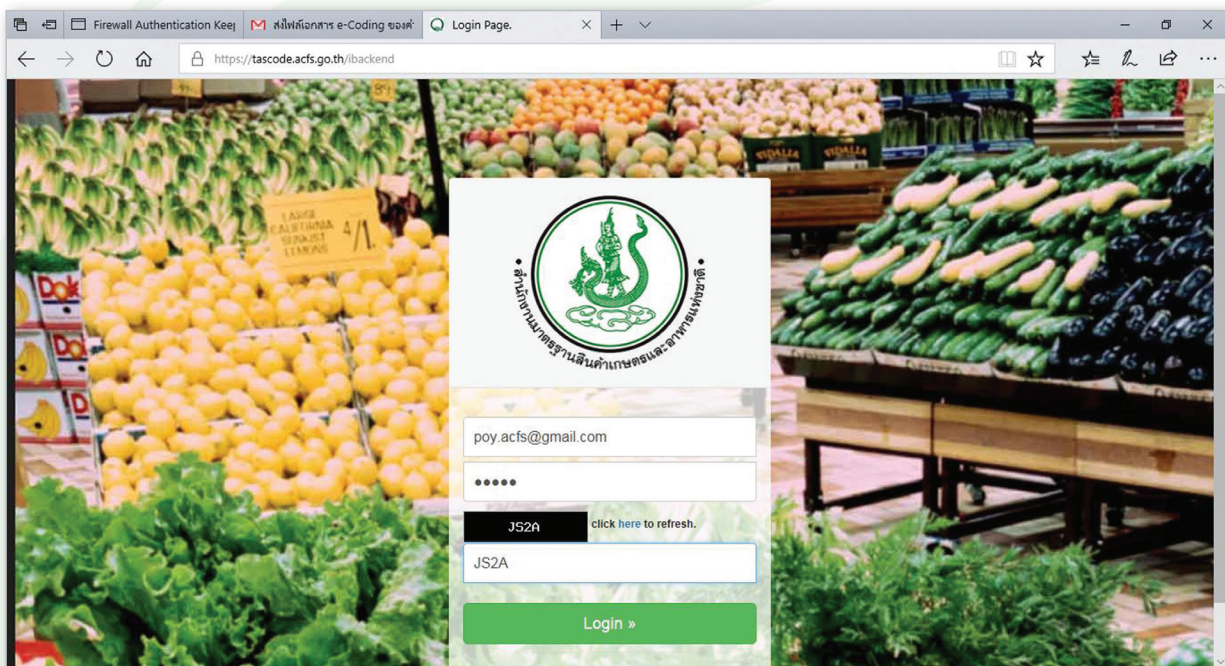 Firewall Authentication Keep
ส่งไฟล์เอกสาร e-Coding ของคำ
Login Page.
https://tascode.acfs.go.th/ibackend
89¢
VIDALIA
VIDALIA
LARGE
CALIFORNIA
SUNKIST
LEMONS
4/1.
Dole
Do
D
สำนักงานมาตรฐานสินค้าเกษตรและอาหารแห่งชาติ
poy.acfs@gmail.com
•••••
JS2A
click here to refresh.
JS2A
Login »